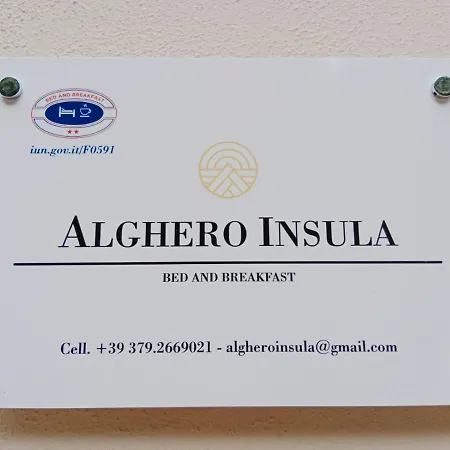 BED AND BREAKFAST
iun.gov.it/F0591
ALGHERO INSULA
BED AND BREAKFAST
Cell. +39 379.2669021 - algheroinsula@gmail.com